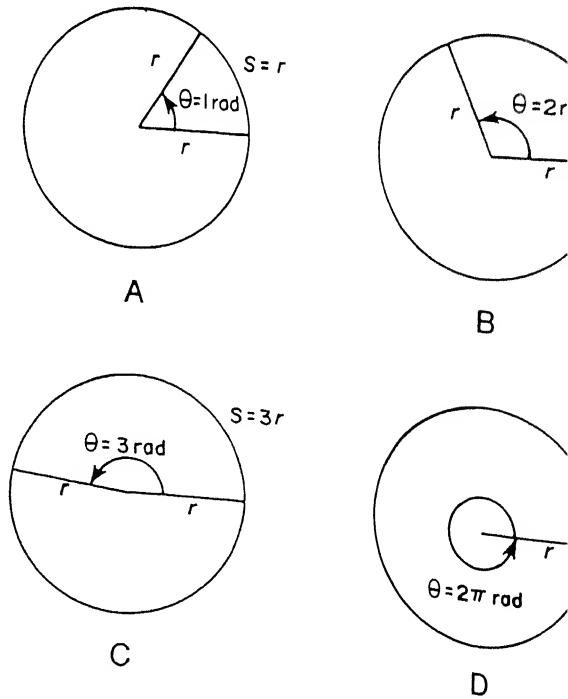 r
S = r
θ = 1 rad
r
A
r
θ = 2r
r
B
S = 3r
θ = 3 rad
r
r
C
r
θ = 2π rad
D